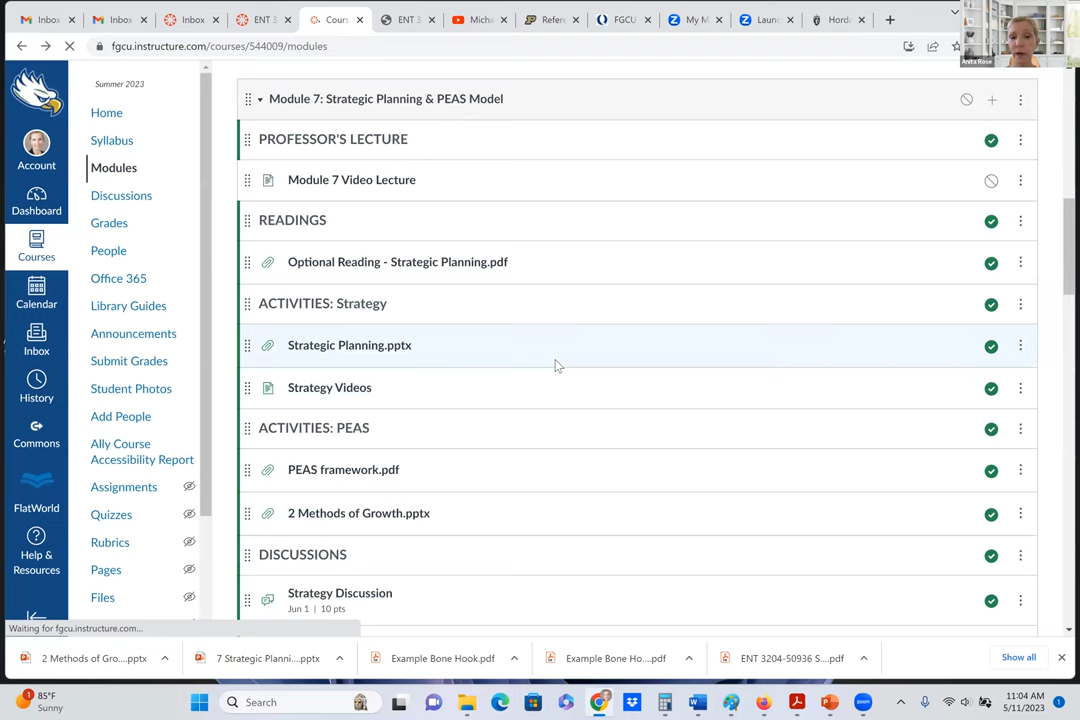 Inbox
Inbox
Inbox
ENT 3
Cours
ENT 3
Micha
Refere
FGCU
My M
Launc
Horda
fgcu.instructure.com/courses/544009/modules
Anita Rose
Account
Dashboard
Courses
Calendar
Inbox
History
Commons
FlatWorld
Help &
Resources
Summer 2023
Home
Syllabus
Modules
Discussions
Grades
People
Office 365
Library Guides
Announcements
Submit Grades
Student Photos
Add People
Ally Course
Accessibility Report
Assignments
Quizzes
Rubrics
Pages
Files
Module 7: Strategic Planning & PEAS Model
PROFESSOR'S LECTURE
Module 7 Video Lecture
READINGS
Optional Reading - Strategic Planning.pdf
ACTIVITIES: Strategy
Strategic Planning.pptx
Strategy Videos
ACTIVITIES: PEAS
PEAS framework.pdf
2 Methods of Growth.pptx
DISCUSSIONS
Strategy Discussion
Jun 1 | 10 pts
Waiting for fgcu.instructure.com...
2 Methods of Gro....pptx
7 Strategic Planni....pptx
Example Bone Hook.pdf
Example Bone Ho....pdf
ENT 3204-50936 S....pdf
Show all
85°F
Sunny
Search
11:04 AM
5/11/2023